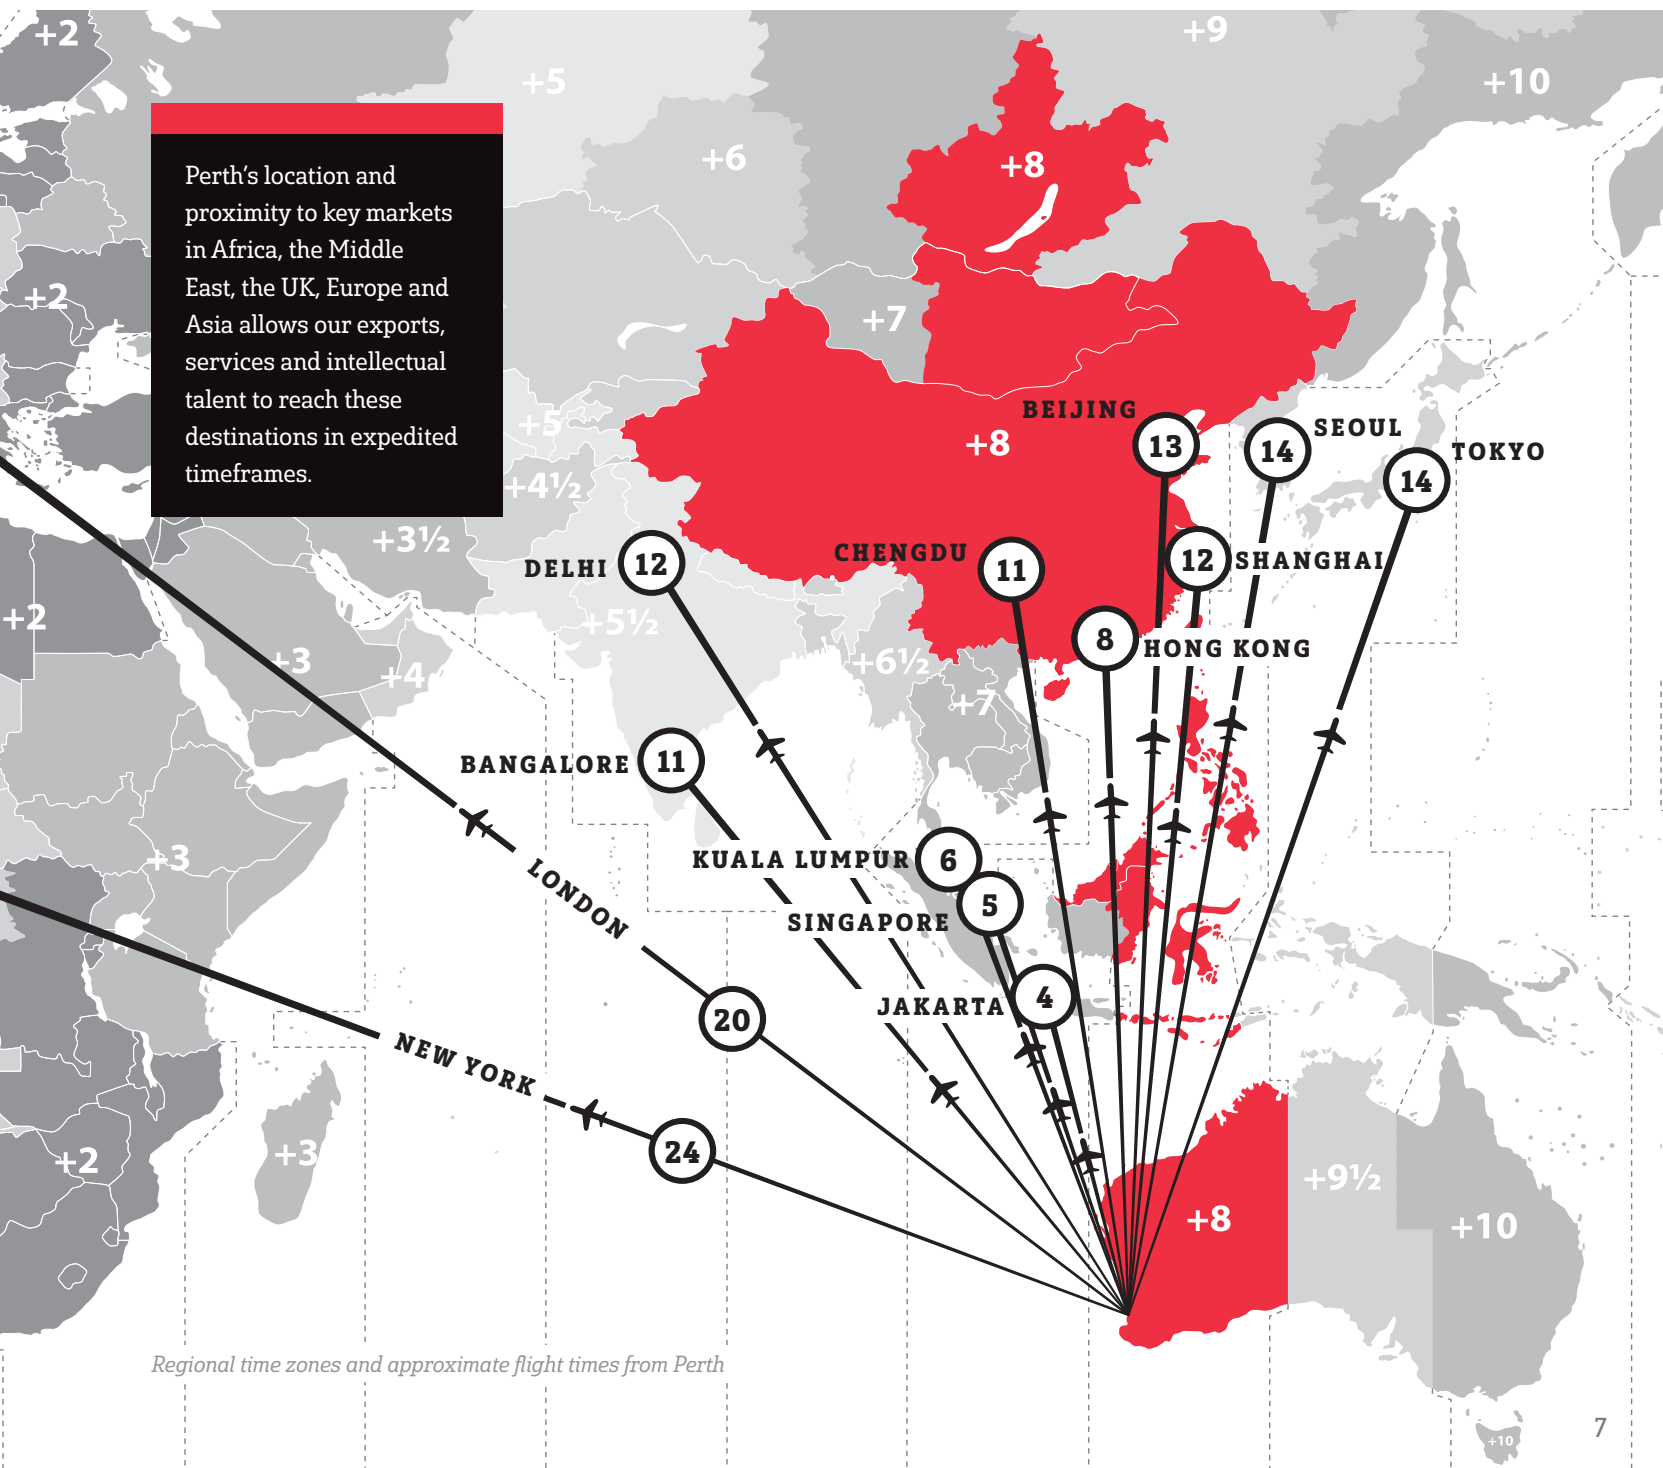 +2
+9
+5
+10
Perth’s location and
proximity to key markets
in Africa, the Middle
East, the UK, Europe and
Asia allows our exports,
services and intellectual
talent to reach these
destinations in expedited
timeframes.
+6
+8
+2
+7
+5
+8
BEIJING
13
14
SEOUL
14
TOKYO
+4½
+3½
DELHI
12
CHENGDU
11
12
SHANGHAI
+2
+5½
8
HONG KONG
+3
+4
+6½
+7
BANGALORE
11
+3
KUALA LUMPUR
6
LONDON
SINGAPORE
5
JAKARTA
4
20
NEW YORK
24
+2
+3
+8
+9½
+10
Regional time zones and approximate flight times from Perth
+10
7